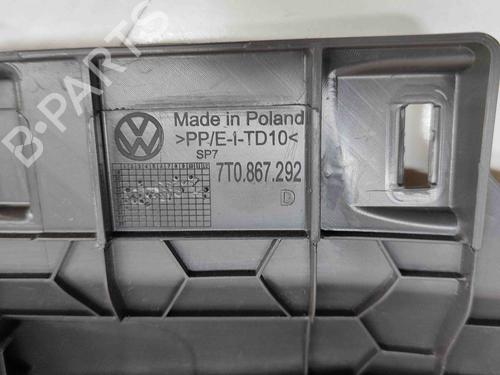 B-PARTS
Made in Poland
>PP/E-I-TD10<
SP7
7T0.867.292
D